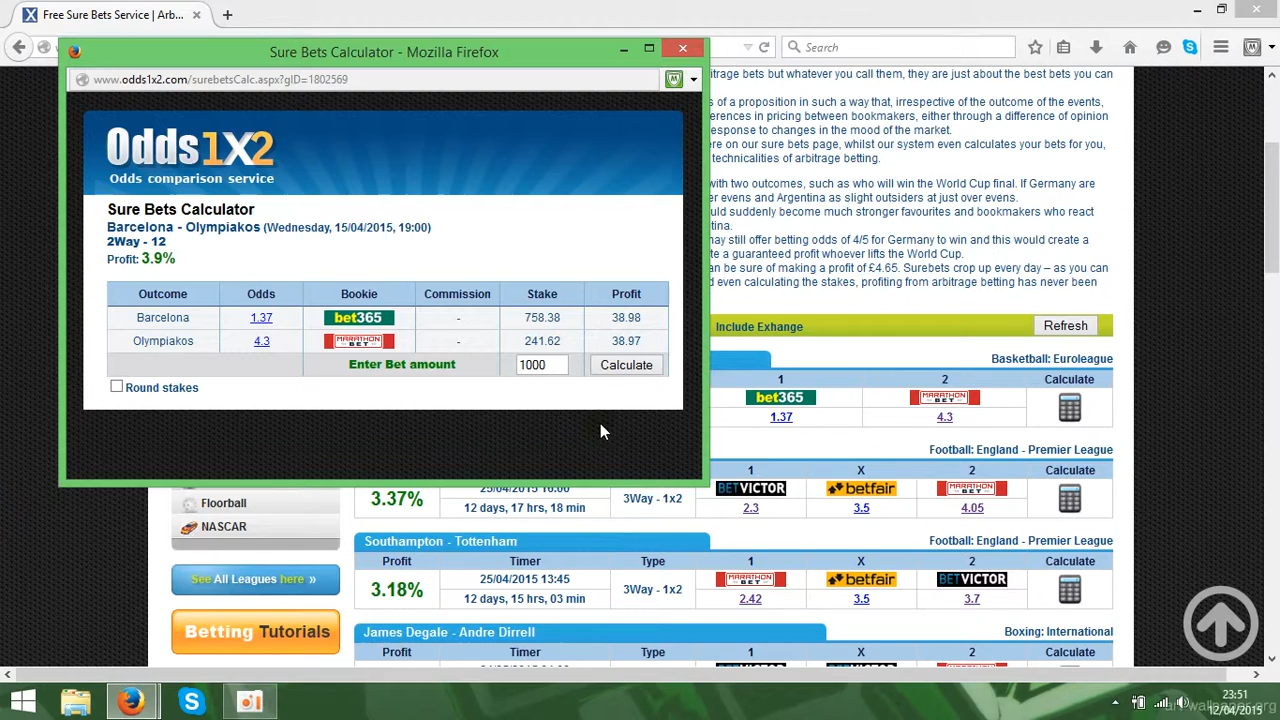 Free Sure Bets Service | Arb...
Search
Sure Bets Calculator - Mozilla Firefox
www.odds1x2.com/surebetsCalc.aspx?gID=1802569
Odds1X2
Odds comparison service
Sure Bets Calculator
Barcelona - Olympiakos (Wednesday, 15/04/2015, 19:00)
2Way - 12
Profit: 3.9%
Outcome Odds Bookie Commission Stake Profit
Barcelona 1.37 bet365 - 758.38 38.98
Olympiakos 4.3 MARATHON BET - 241.62 38.97
Enter Bet amount 1000 Calculate
Round stakes
arbitrage bets but whatever you call them, they are just about the best bets you can
s of a proposition in such a way that, irrespective of the outcome of the events,
erences in pricing between bookmakers, either through a difference of opinion
esponse to changes in the mood of the market.
ere on our sure bets page, whilst our system even calculates your bets for you,
technicalities of arbitrage betting.
with two outcomes, such as who will win the World Cup final. If Germany are
er evens and Argentina as slight outsiders at just over evens.
uld suddenly become much stronger favourites and bookmakers who react
tina.
may still offer betting odds of 4/5 for Germany to win and this would create a
te a guaranteed profit whoever lifts the World Cup.
an be sure of making a profit of £4.65. Surebets crop up every day – as you can
d even calculating the stakes, profiting from arbitrage betting has never been
Include Exhange Refresh
Basketball: Euroleague
1 2 Calculate
bet365 MARATHON BET
1.37 4.3
Football: England - Premier League
1 X 2 Calculate
3.37% 25/04/2015 16:00 3Way - 1x2 BETVICTOR betfair MARATHON BET
12 days, 17 hrs, 18 min 2.3 3.5 4.05
Southampton - Tottenham Football: England - Premier League
Profit Timer Type 1 X 2 Calculate
3.18% 25/04/2015 13:45 3Way - 1x2 MARATHON BET betfair BETVICTOR
12 days, 15 hrs, 03 min 2.42 3.5 3.7
James Degale - Andre Dirrell Boxing: International
Profit Timer Type 1 2 Calculate
Floorball
NASCAR
See All Leagues here »
Betting Tutorials
23:51
12/04/2015